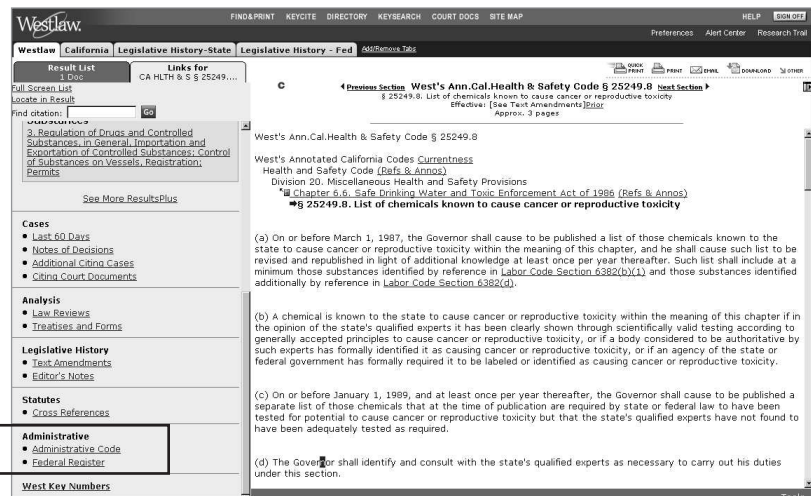 FIND&PRINT KEYCITE DIRECTORY KEYSEARCH COURT DOCS SITE MAP
HELP SIGN OFF
Westlaw.
Preferences Alert Center Research Trail
Westlaw California Legislative History-State Legislative History - Fed Add/Remove Tabs
Result List
1 Doc
Links for
CA HLTH & S § 25249....
Full Screen List
Locate in Result
Find citation: Go
3. Regulation of Drugs and Controlled
Substances, in General, Importation and
Exportation of Controlled Substances; Control
of Substances on Vessels, Registration;
Permits
See More ResultsPlus
Cases
• Last 60 Days
• Notes of Decisions
• Additional Citing Cases
• Citing Court Documents
Analysis
• Law Reviews
• Treatises and Forms
Legislative History
• Text Amendments
• Editor's Notes
Statutes
• Cross References
Administrative
• Administrative Code
• Federal Register
West Key Numbers
QUICK PRINT PRINT EMAIL DOWNLOAD OTHER
C
Previous Section West's Ann.Cal.Health & Safety Code § 25249.8 Next Section
§ 25249.8. List of chemicals known to cause cancer or reproductive toxicity
Effective: [See Text Amendments]Prior
Approx. 3 pages
West's Ann.Cal.Health & Safety Code § 25249.8
West's Annotated California Codes Currentness
Health and Safety Code (Refs & Annos)
Division 20. Miscellaneous Health and Safety Provisions
Chapter 6.6. Safe Drinking Water and Toxic Enforcement Act of 1986 (Refs & Annos)
➡§ 25249.8. List of chemicals known to cause cancer or reproductive toxicity
(a) On or before March 1, 1987, the Governor shall cause to be published a list of those chemicals known to the
state to cause cancer or reproductive toxicity within the meaning of this chapter, and he shall cause such list to be
revised and republished in light of additional knowledge at least once per year thereafter. Such list shall include at a
minimum those substances identified by reference in Labor Code Section 6382(b)(1) and those substances identified
additionally by reference in Labor Code Section 6382(d).
(b) A chemical is known to the state to cause cancer or reproductive toxicity within the meaning of this chapter if in
the opinion of the state's qualified experts it has been clearly shown through scientifically valid testing according to
generally accepted principles to cause cancer or reproductive toxicity, or if a body considered to be authoritative by
such experts has formally identified it as causing cancer or reproductive toxicity, or if an agency of the state or
federal government has formally required it to be labeled or identified as causing cancer or reproductive toxicity.
(c) On or before January 1, 1989, and at least once per year thereafter, the Governor shall cause to be published a
separate list of those chemicals that at the time of publication are required by state or federal law to have been
tested for potential to cause cancer or reproductive toxicity but that the state's qualified experts have not found to
have been adequately tested as required.
(d) The Governor shall identify and consult with the state's qualified experts as necessary to carry out his duties
under this section.